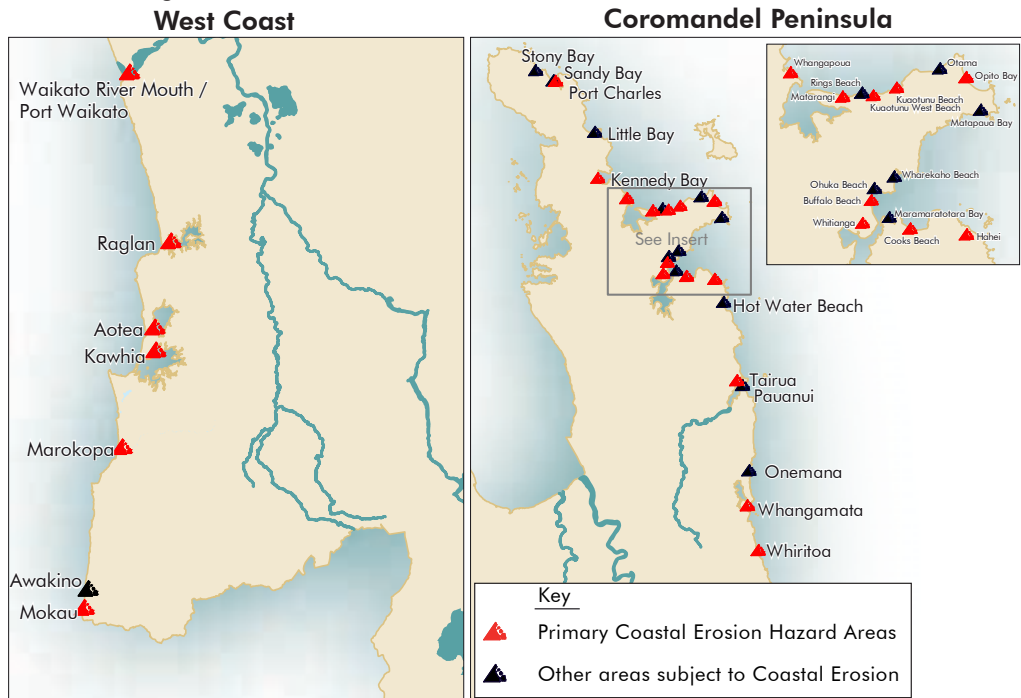 West Coast
Coromandel Peninsula
Waikato River Mouth /
Port Waikato
Raglan
Aotea
Kawhia
Marokopa
Awakino
Mokau
Stony Bay
Sandy Bay
Port Charles
Little Bay
Kennedy Bay
See Insert
Hot Water Beach
Tairua
Pauanui
Onemana
Whangamata
Whiritoa
Whangapoua
Rings Beach
Matarangi
Otama
Opito Bay
Kuaotunu Beach
Kuaotunu West Beach
Matapaua Bay
Wharekaho Beach
Ohuka Beach
Buffalo Beach
Maramaratotara Bay
Whitianga
Cooks Beach
Hahei
Key
Primary Coastal Erosion Hazard Areas
Other areas subject to Coastal Erosion